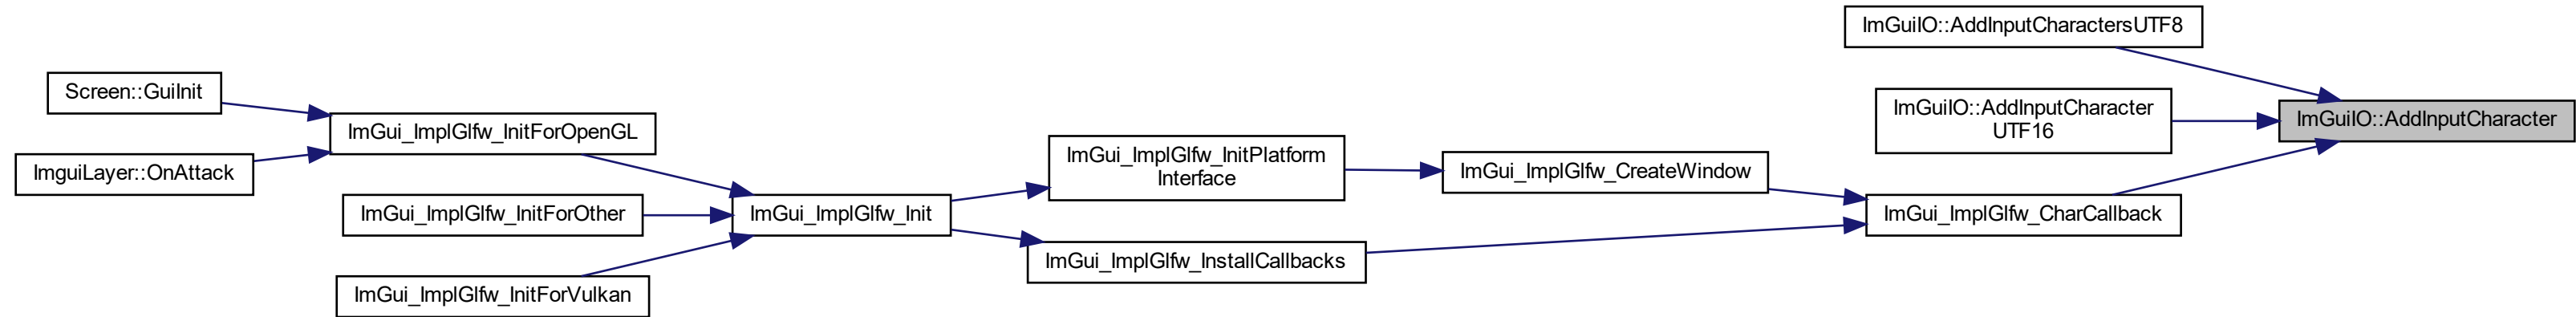 Screen::GuiInit
ImguiLayer::OnAttack
ImGui_ImplGlfw_InitForOpenGL
ImGui_ImplGlfw_InitForOther
ImGui_ImplGlfw_InitForVulkan
ImGui_ImplGlfw_Init
ImGui_ImplGlfw_InitPlatform
Interface
ImGui_ImplGlfw_InstallCallbacks
ImGui_ImplGlfw_CreateWindow
ImGuiIO::AddInputCharactersUTF8
ImGuiIO::AddInputCharacter
UTF16
ImGui_ImplGlfw_CharCallback
ImGuiIO::AddInputCharacter